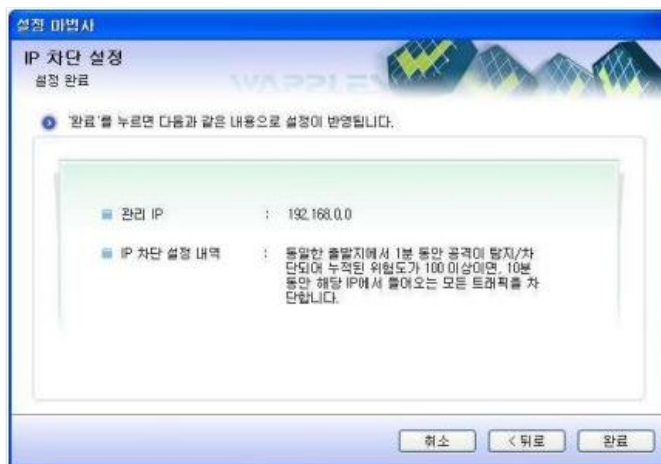 설정 마법사
IP 차단 설정
설정 완료
WAPPLES
'완료'를 누르면 다음과 같은 내용으로 설정이 반영됩니다.
관리 IP : 192.168.0.0
IP 차단 설정 내역 : 동일한 출발지에서 1분 동안 공격이 탐지/차
단되어 누적된 위험도가 100 이상이면, 10분
동안 해당 IP에서 들어오는 모든 트래픽을 차
단합니다.
취소 < 뒤로 완료